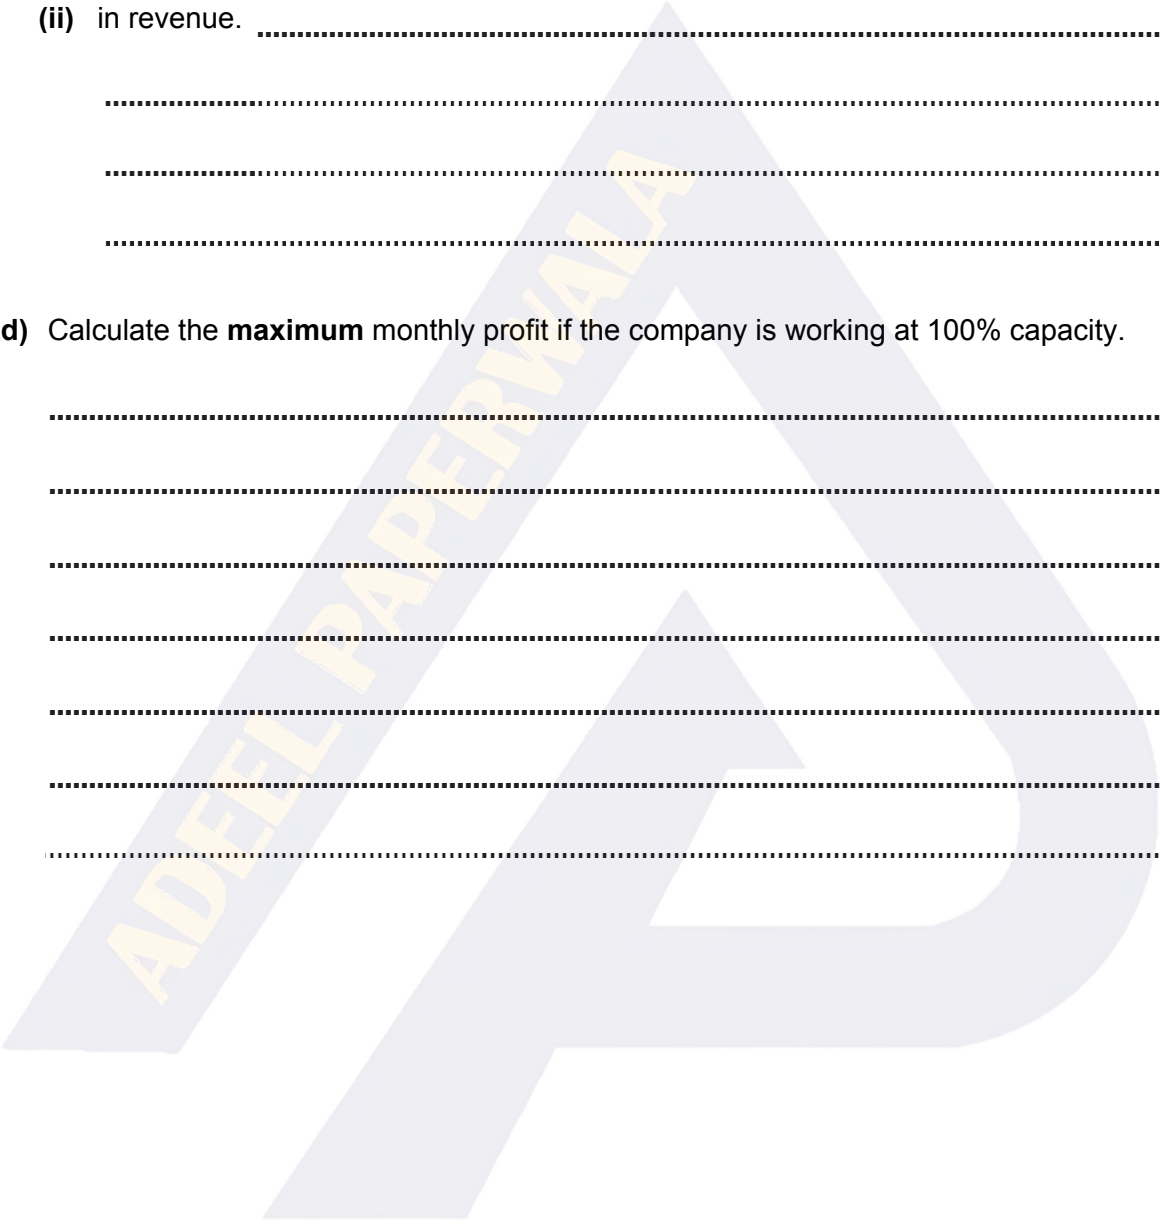 (ii) in revenue.
d) Calculate the maximum monthly profit if the company is working at 100% capacity.
ADEEL PAPERWALA